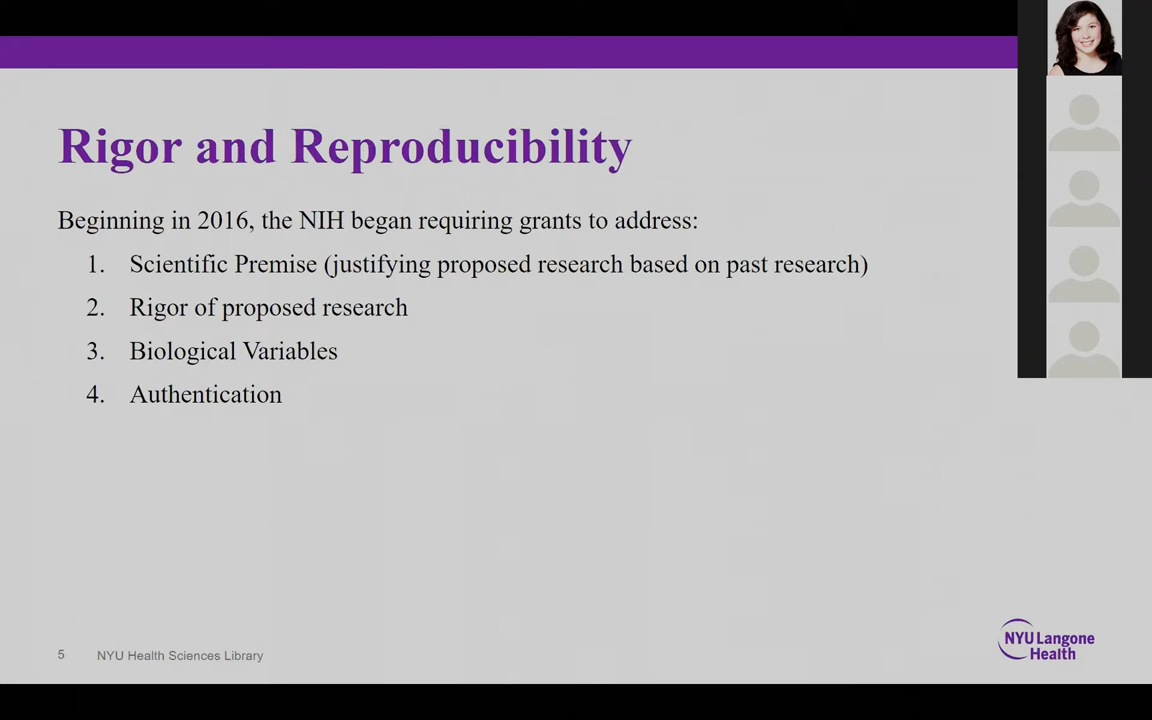 Rigor and Reproducibility
Beginning in 2016, the NIH began requiring grants to address:
1. Scientific Premise (justifying proposed research based on past research)
2. Rigor of proposed research
3. Biological Variables
4. Authentication
5 NYU Health Sciences Library
NYU Langone
Health